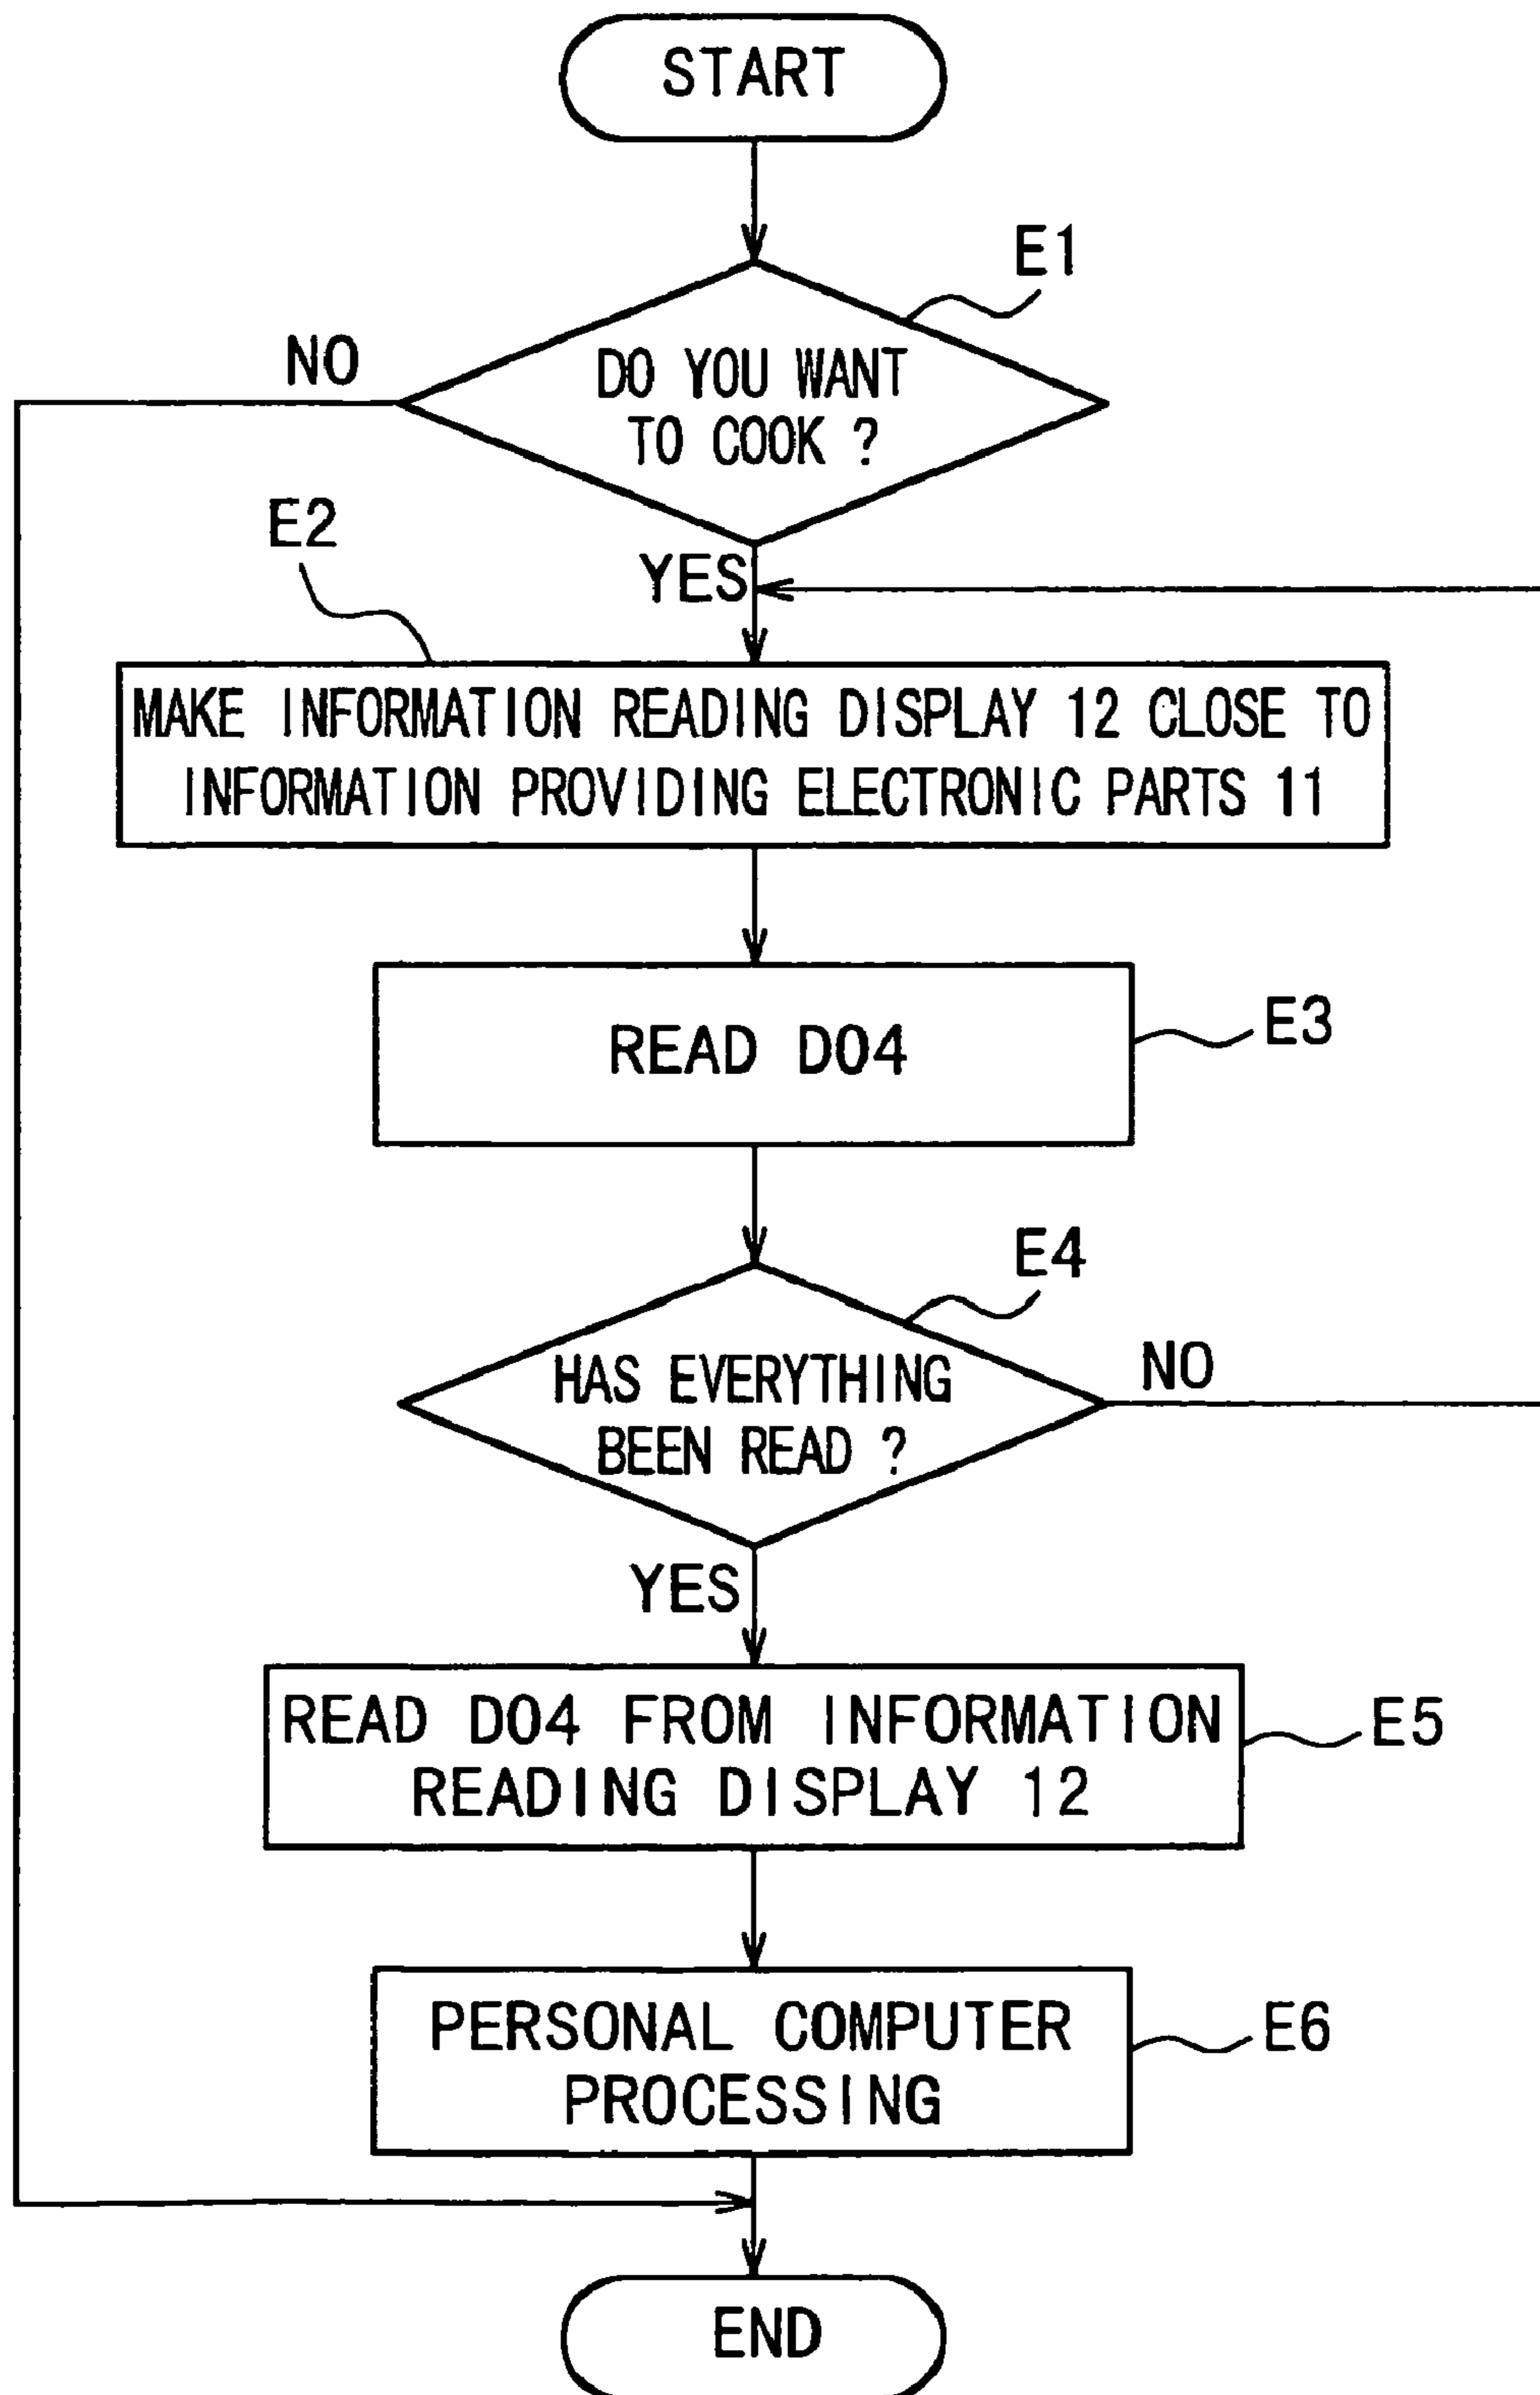 START
E1
NO
DO YOU WANT
TO COOK ?
E2
YES
MAKE INFORMATION READING DISPLAY 12 CLOSE TO
INFORMATION PROVIDING ELECTRONIC PARTS 11
READ D04
E3
E4
HAS EVERYTHING
BEEN READ ?
NO
YES
READ D04 FROM INFORMATION
READING DISPLAY 12
E5
PERSONAL COMPUTER
PROCESSING
E6
END